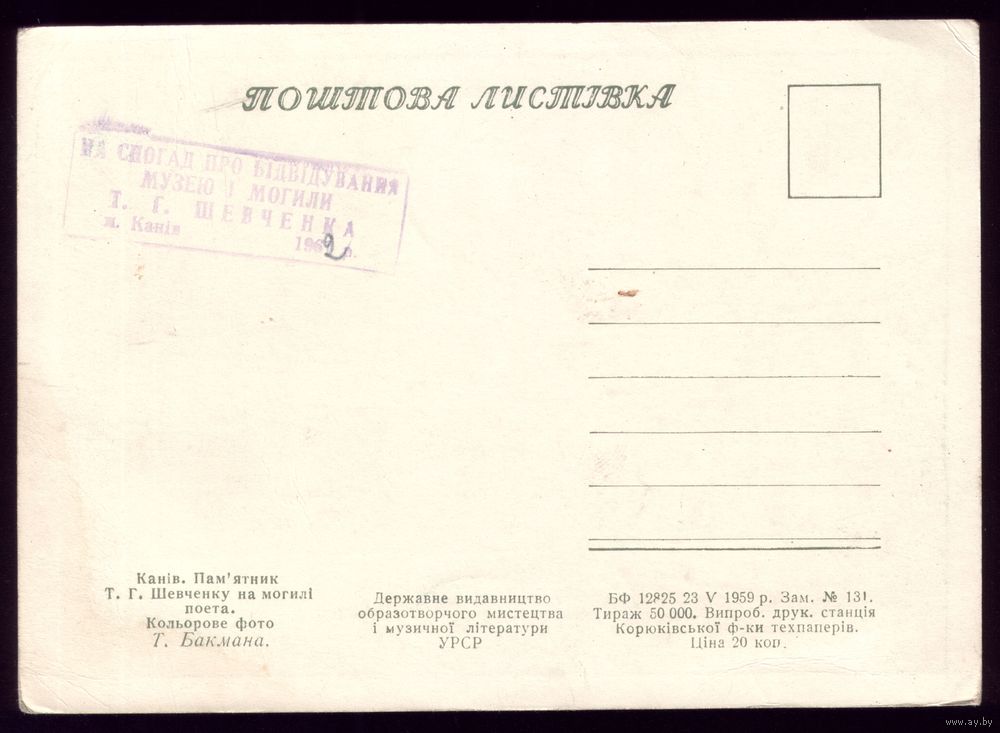 ПОШТОВА ЛИСТІВКА
НА СПОГАД ПРО ВІДВІДУВАННЯ
МУЗЕЮ І МОГИЛИ
Т. Г. ШЕВЧЕНКА
м. Канів 1962 р.
Канів. Пам'ятник
Т. Г. Шевченку на могилі
поета.
Кольорове фото
Т. Бакмана.
Державне видавництво
образотворчого мистецтва
і музичної літератури
УРСР
БФ 12825 23 V 1959 р. Зам. № 131.
Тираж 50 000. Випроб. друк. станція
Корюківської ф-ки техпаперів.
Ціна 20 коп.
www.ay.by